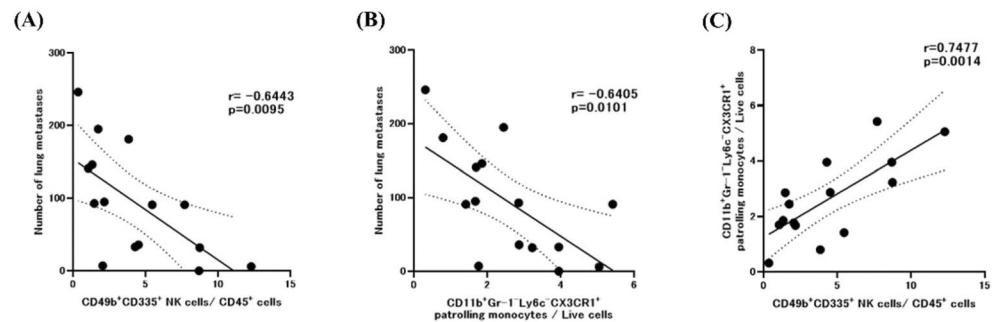 (A)
(B)
(C)
300
200
100
0
0
5
10
15
Number of lung metastases
r= -0.6443
p=0.0095
CD49b⁺CD335⁺ NK cells/ CD45⁺ cells
300
200
100
0
0
2
4
6
Number of lung metastases
r= -0.6405
p=0.0101
CD11b⁺Gr-1⁻Ly6c⁻CX3CR1⁺
patrolling monocytes / Live cells
8
6
4
2
0
0
5
10
15
CD11b⁺Gr-1⁻Ly6c⁻CX3CR1⁺
patrolling monocytes / Live cells
r=0.7477
p=0.0014
CD49b⁺CD335⁺ NK cells/ CD45⁺ cells